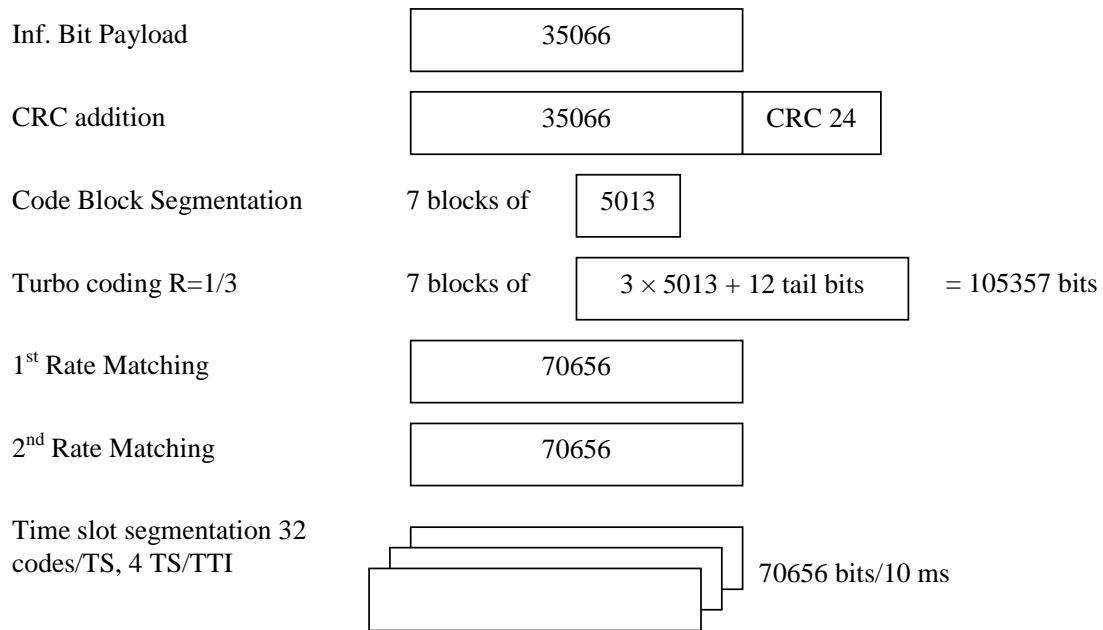 Inf. Bit Payload 35066
CRC addition 35066 CRC 24
Code Block Segmentation 7 blocks of 5013
Turbo coding R=1/3 7 blocks of 3 × 5013 + 12 tail bits = 105357 bits
1st Rate Matching 70656
2nd Rate Matching 70656
Time slot segmentation 32
codes/TS, 4 TS/TTI
70656 bits/10 ms